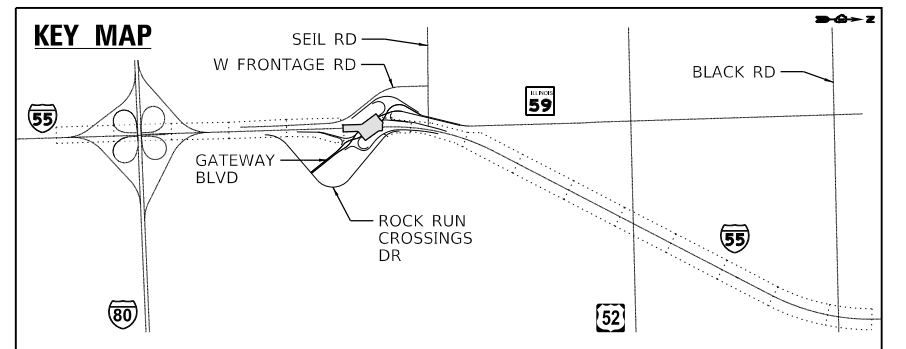 KEY MAP
Z
SEIL RD
W FRONTAGE RD
BLACK RD
ILLINOIS
59
55
GATEWAY
BLVD
ROCK RUN
CROSSINGS
DR
55
80
52